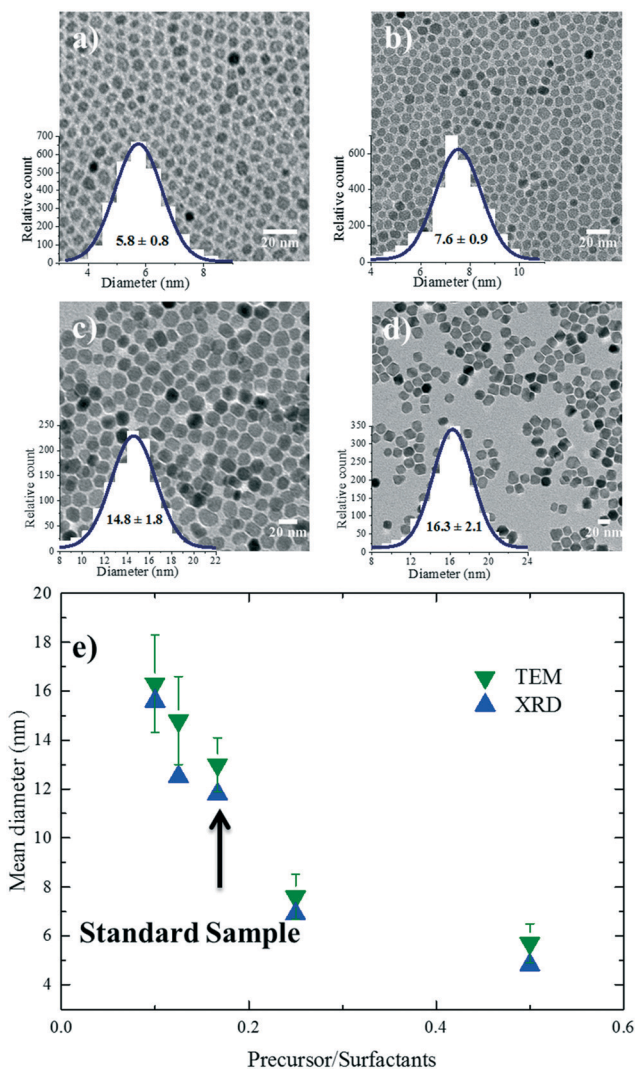 a)
Relative count
700
600
500
400
300
200
100
0
5.8 ± 0.8
20 nm
4 6 8
Diameter (nm)
b)
Relative count
600
400
200
0
7.6 ± 0.9
20 nm
4 6 8 10
Diameter (nm)
c)
Relative count
250
200
150
100
50
0
14.8 ± 1.8
20 nm
8 10 12 14 16 18 20 22
Diameter (nm)
d)
Relative count
350
300
250
200
150
100
50
0
16.3 ± 2.1
20 nm
8 12 16 20 24
Diameter (nm)
e)
Mean diameter (nm)
20
18
16
14
12
10
8
6
4
TEM
XRD
Standard Sample
0.0 0.2 0.4 0.6
Precursor/Surfactants